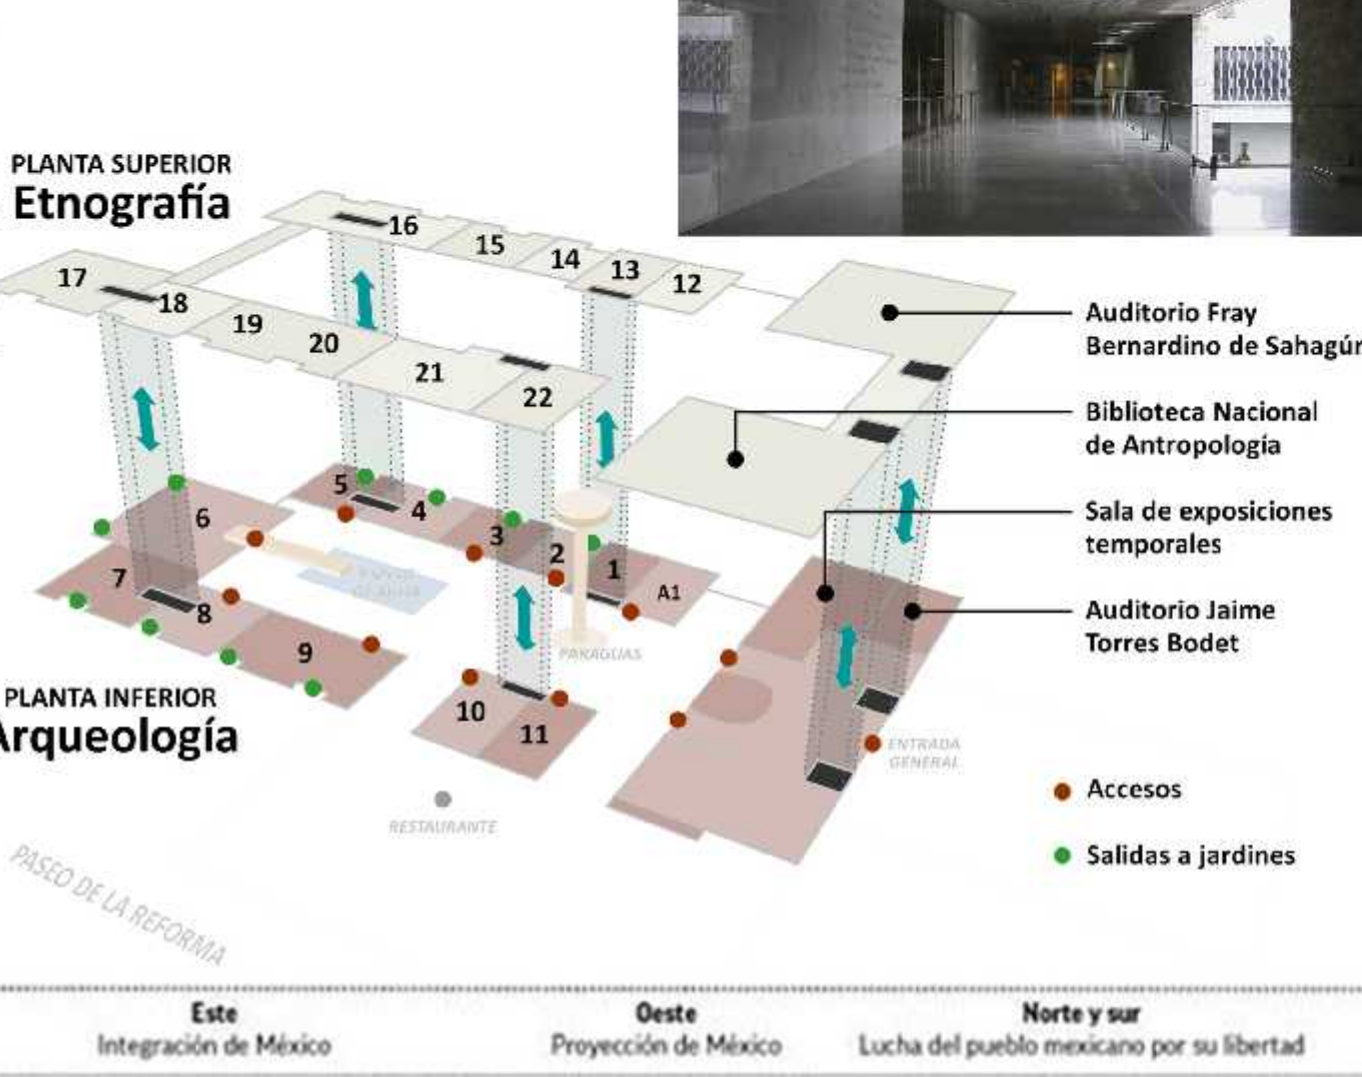 PLANTA SUPERIOR
Etnografía
16
15
14
13
12
17
18
19
20
21
22
Auditorio Fray
Bernardino de Sahagún
Biblioteca Nacional
de Antropología
Sala de exposiciones
temporales
Auditorio Jaime
Torres Bodet
5
4
3
2
1
A1
6
7
8
9
10
11
PARAGUAS
PLANTA INFERIOR
Arqueología
ENTRADA
GENERAL
RESTAURANTE
Accesos
Salidas a jardines
PASEO DE LA REFORMA
Este
Integración de México
Oeste
Proyección de México
Norte y sur
Lucha del pueblo mexicano por su libertad